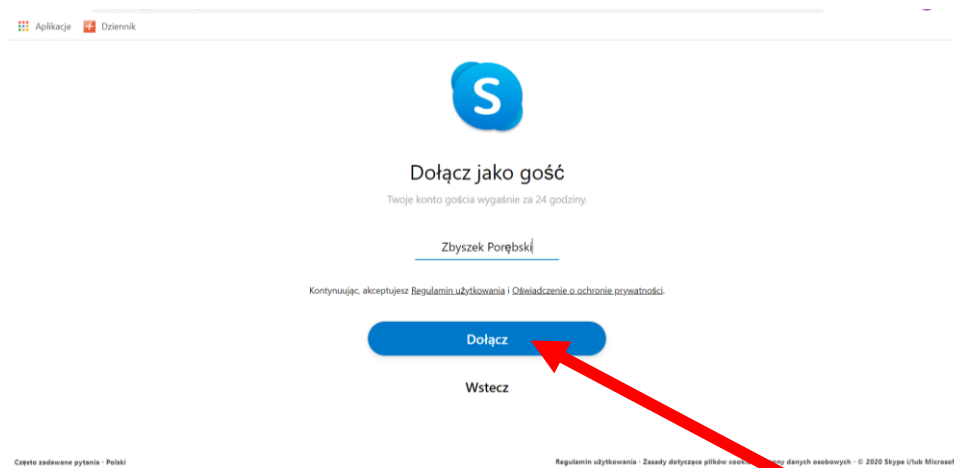 Aplikacje Dziennik
S
Dołącz jako gość
Twoje konto gościa wygaśnie za 24 godziny.
Zbyszek Porębski
Kontynuując, akceptujesz Regulamin użytkowania i Oświadczenie o ochronie prywatności.
Dołącz
Wstecz
Często zadawane pytania · Polski
Regulamin użytkowania · Zasady dotyczące plików cookie danych osobowych · © 2020 Skype i/lub Microsof